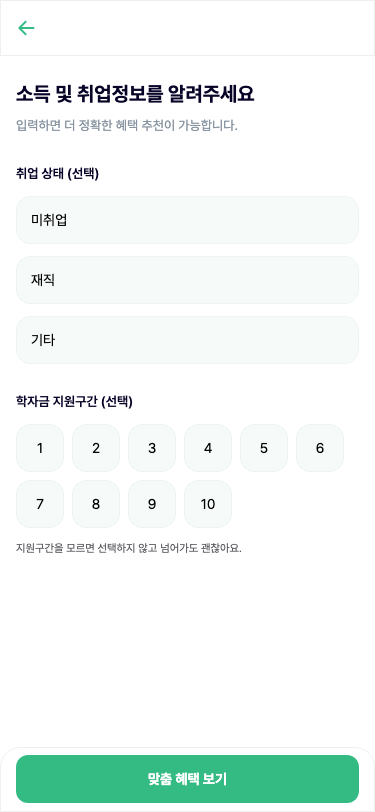 소득 및 취업정보를 알려주세요
입력하면 더 정확한 혜택 추천이 가능합니다.
취업 상태 (선택)
미취업
재직
기타
학자금 지원구간 (선택)
1 2 3 4 5 6
7 8 9 10
지원구간을 모르면 선택하지 않고 넘어가도 괜찮아요.
맞춤 혜택 보기